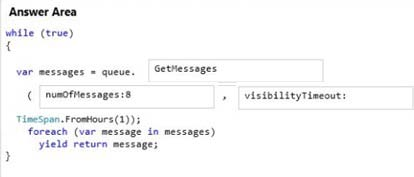 Answer Area
while (true)
{
var messages = queue. GetMessages
( numOfMessages:8 , visibilityTimeout:
TimeSpan.FromHours(1));
foreach (var message in messages)
yield return message;
}